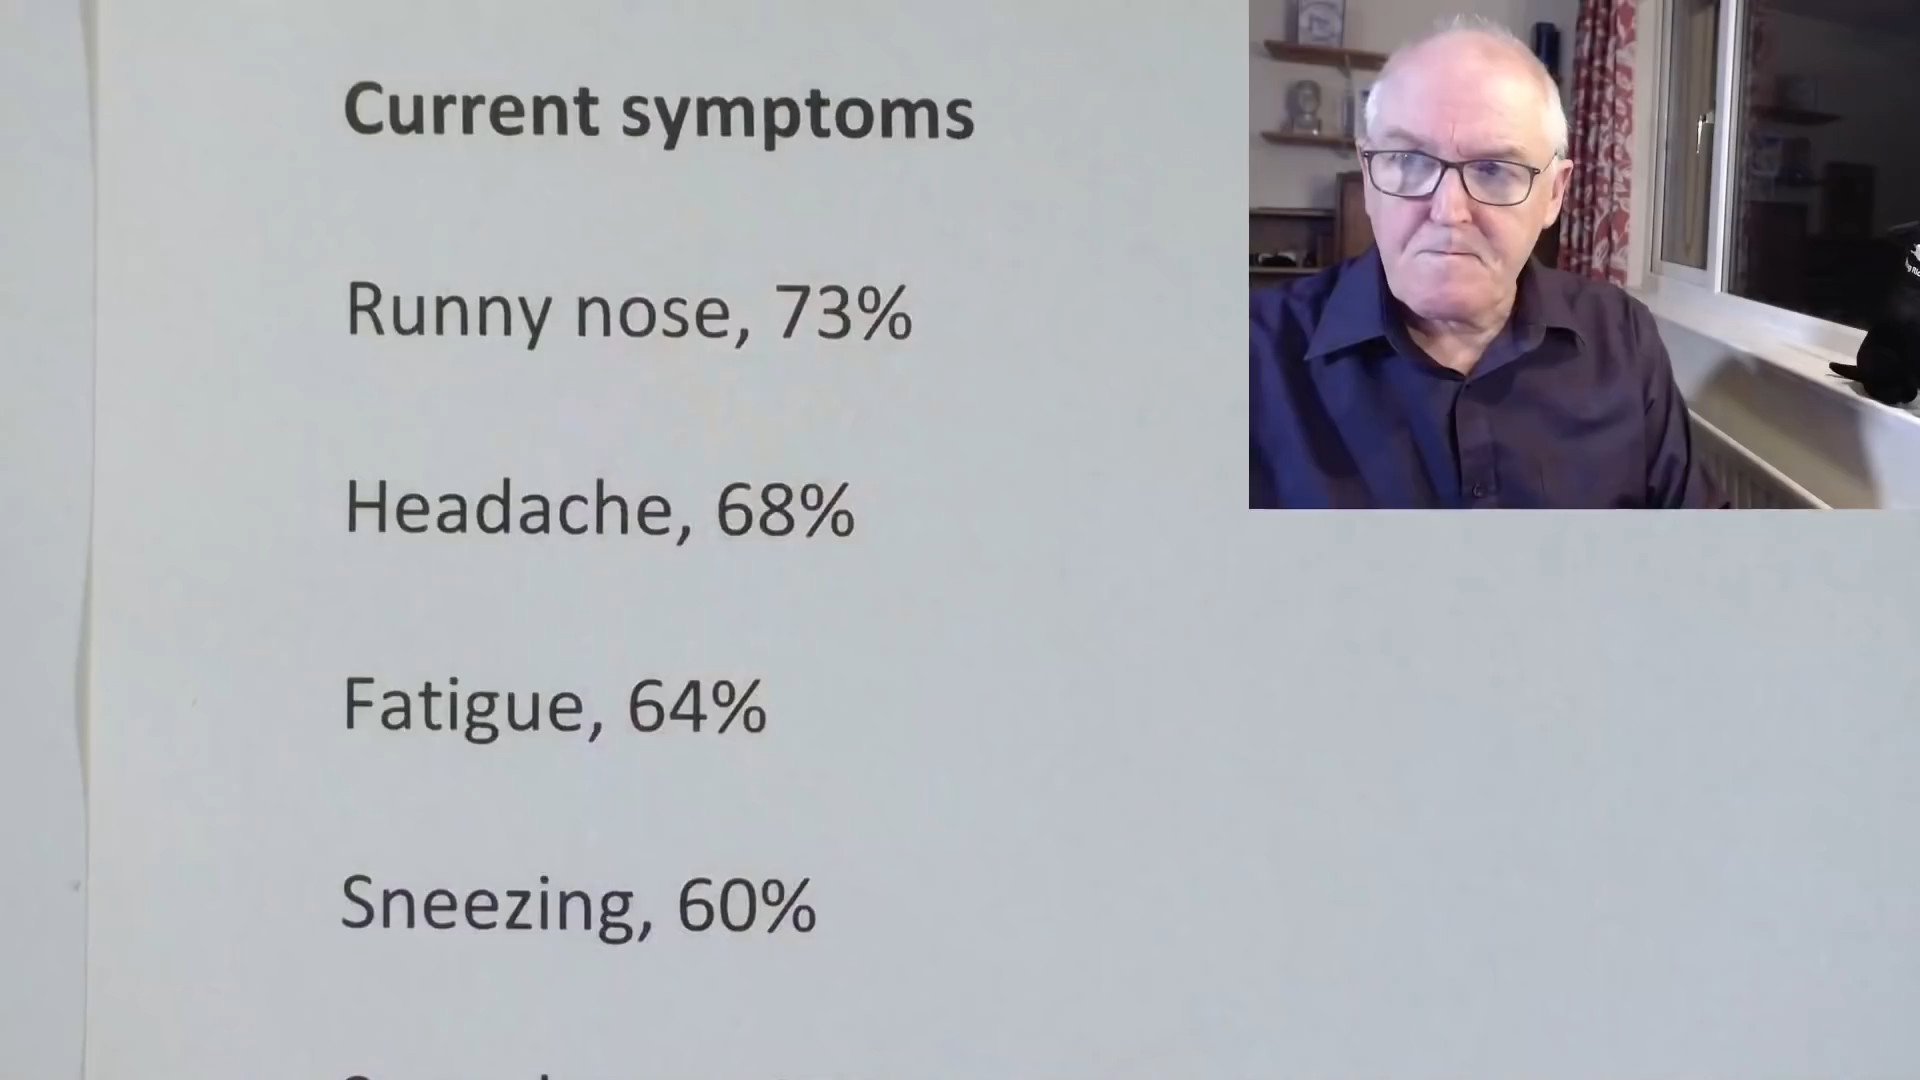 Current symptoms
Runny nose, 73%
Headache, 68%
Fatigue, 64%
Sneezing, 60%